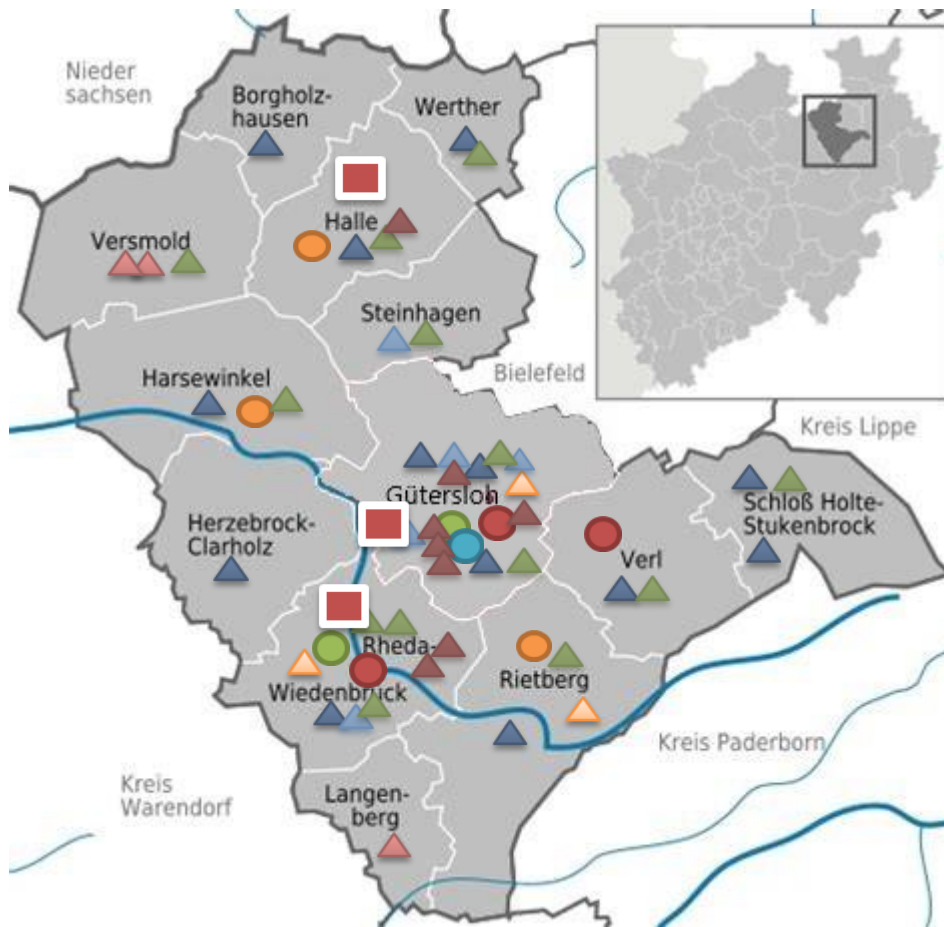 Nieder
sachsen
Borgholz-
hausen
Werther
Halle
Versmold
Steinhagen
Bielefeld
Harsewinkel
Kreis Lippe
Gütersloh
Schloß Holte-
Stukenbrock
Herzebrock-
Clarholz
Verl
Rheda-
Wiedenbrück
Rietberg
Kreis Paderborn
Kreis
Warendorf
Langen-
berg